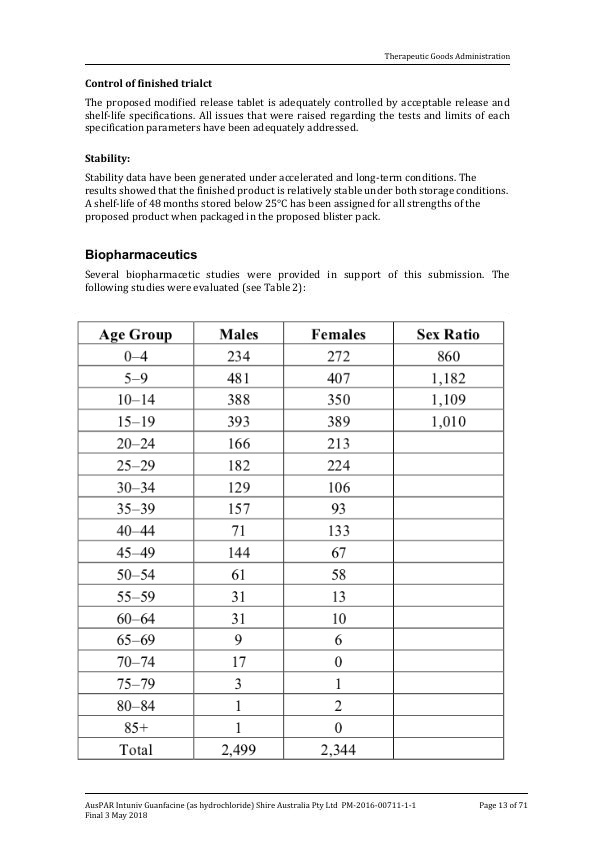 Therapeutic Goods Administration
Control of finished trialct
The proposed modified release tablet is adequately controlled by acceptable release and
shelf-life specifications. All issues that were raised regarding the tests and limits of each
specification parameters have been adequately addressed.
Stability:
Stability data have been generated under accelerated and long-term conditions. The
results showed that the finished product is relatively stable under both storage conditions.
A shelf-life of 48 months stored below 25°C has been assigned for all strengths of the
proposed product when packaged in the proposed blister pack.
Biopharmaceutics
Several biopharmacetic studies were provided in support of this submission. The
following studies were evaluated (see Table 2):
Age Group Males Females Sex Ratio
0–4 234 272 860
5–9 481 407 1,182
10–14 388 350 1,109
15–19 393 389 1,010
20–24 166 213
25–29 182 224
30–34 129 106
35–39 157 93
40–44 71 133
45–49 144 67
50–54 61 58
55–59 31 13
60–64 31 10
65–69 9 6
70–74 17 0
75–79 3 1
80–84 1 2
85+ 1 0
Total 2,499 2,344
AusPAR Intuniv Guanfacine (as hydrochloride) Shire Australia Pty Ltd PM-2016-00711-1-1 Page 13 of 71
Final 3 May 2018